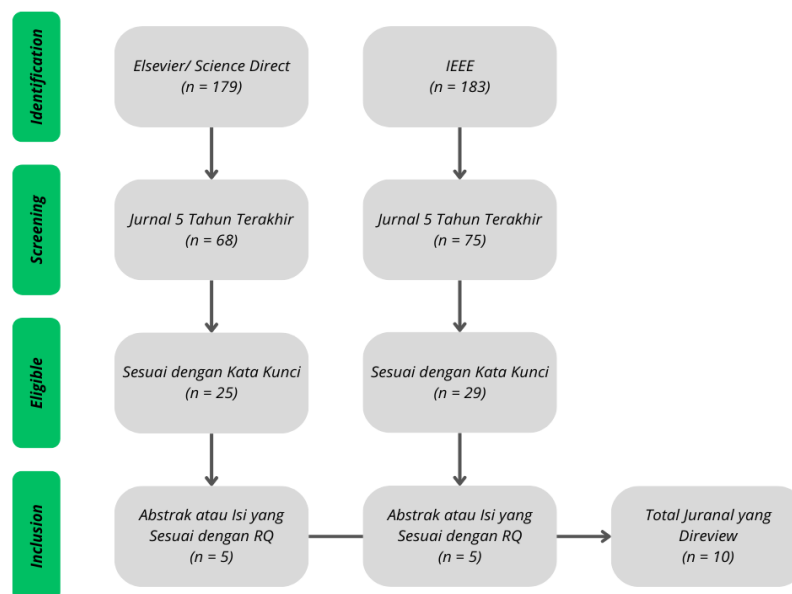 Identification
Elsevier/ Science Direct
(n = 179)
IEEE
(n = 183)
Screening
Jurnal 5 Tahun Terakhir
(n = 68)
Jurnal 5 Tahun Terakhir
(n = 75)
Eligible
Sesuai dengan Kata Kunci
(n = 25)
Sesuai dengan Kata Kunci
(n = 29)
Inclusion
Abstrak atau Isi yang
Sesuai dengan RQ
(n = 5)
Abstrak atau Isi yang
Sesuai dengan RQ
(n = 5)
Total Juranal yang
Direview
(n = 10)